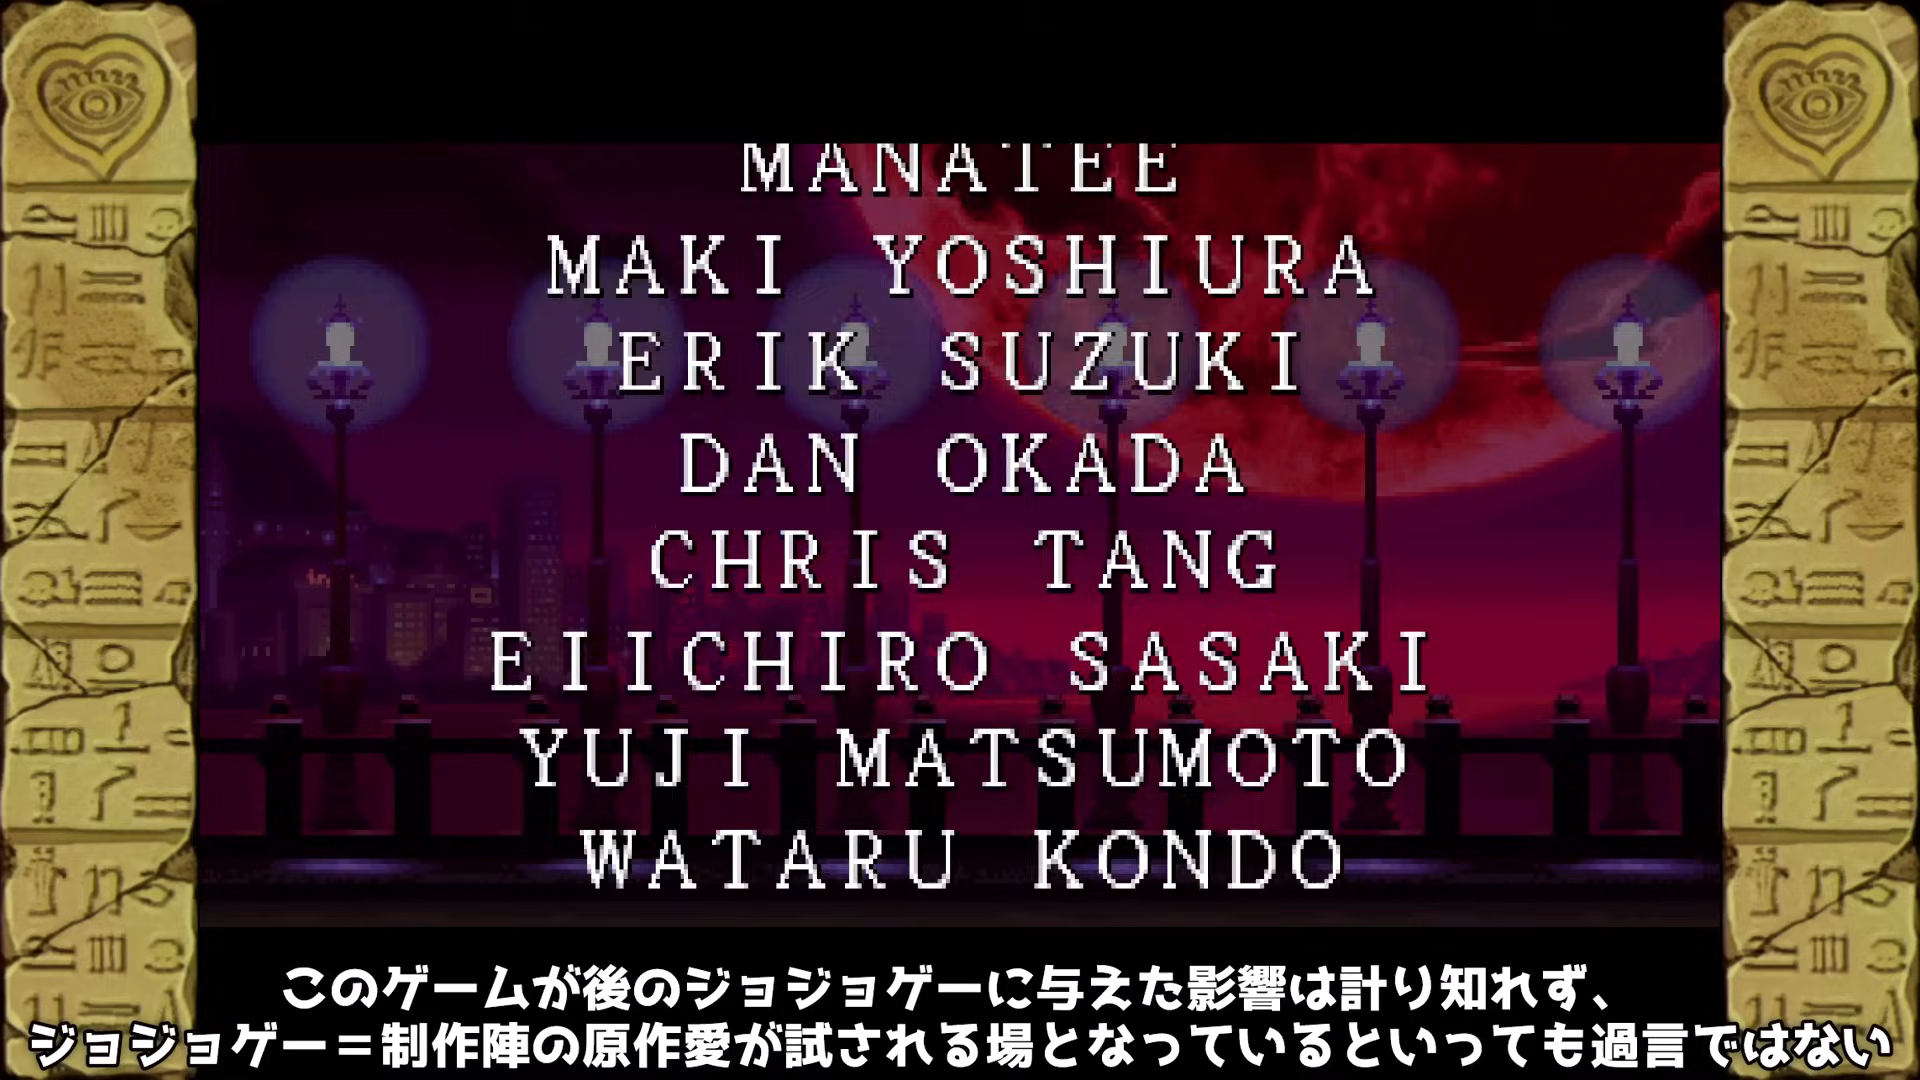 MANATEE
MAKI YOSHIURA
ERIK SUZUKI
DAN OKADA
CHRIS TANG
EIICHIRO SASAKI
YUJI MATSUMOTO
WATARU KONDO
このゲームが後のジョジョゲーに与えた影響は計り知れず、
ジョジョゲー＝制作陣の原作愛が試される場となっているといっても過言ではない